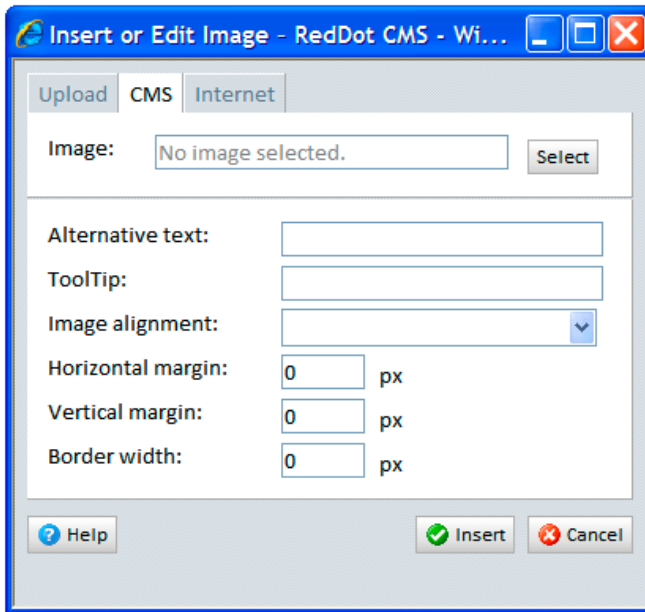 Insert or Edit Image - RedDot CMS - Wi...
Upload CMS Internet
Image: No image selected. Select
Alternative text:
ToolTip:
Image alignment:
Horizontal margin: 0 px
Vertical margin: 0 px
Border width: 0 px
Help Insert Cancel